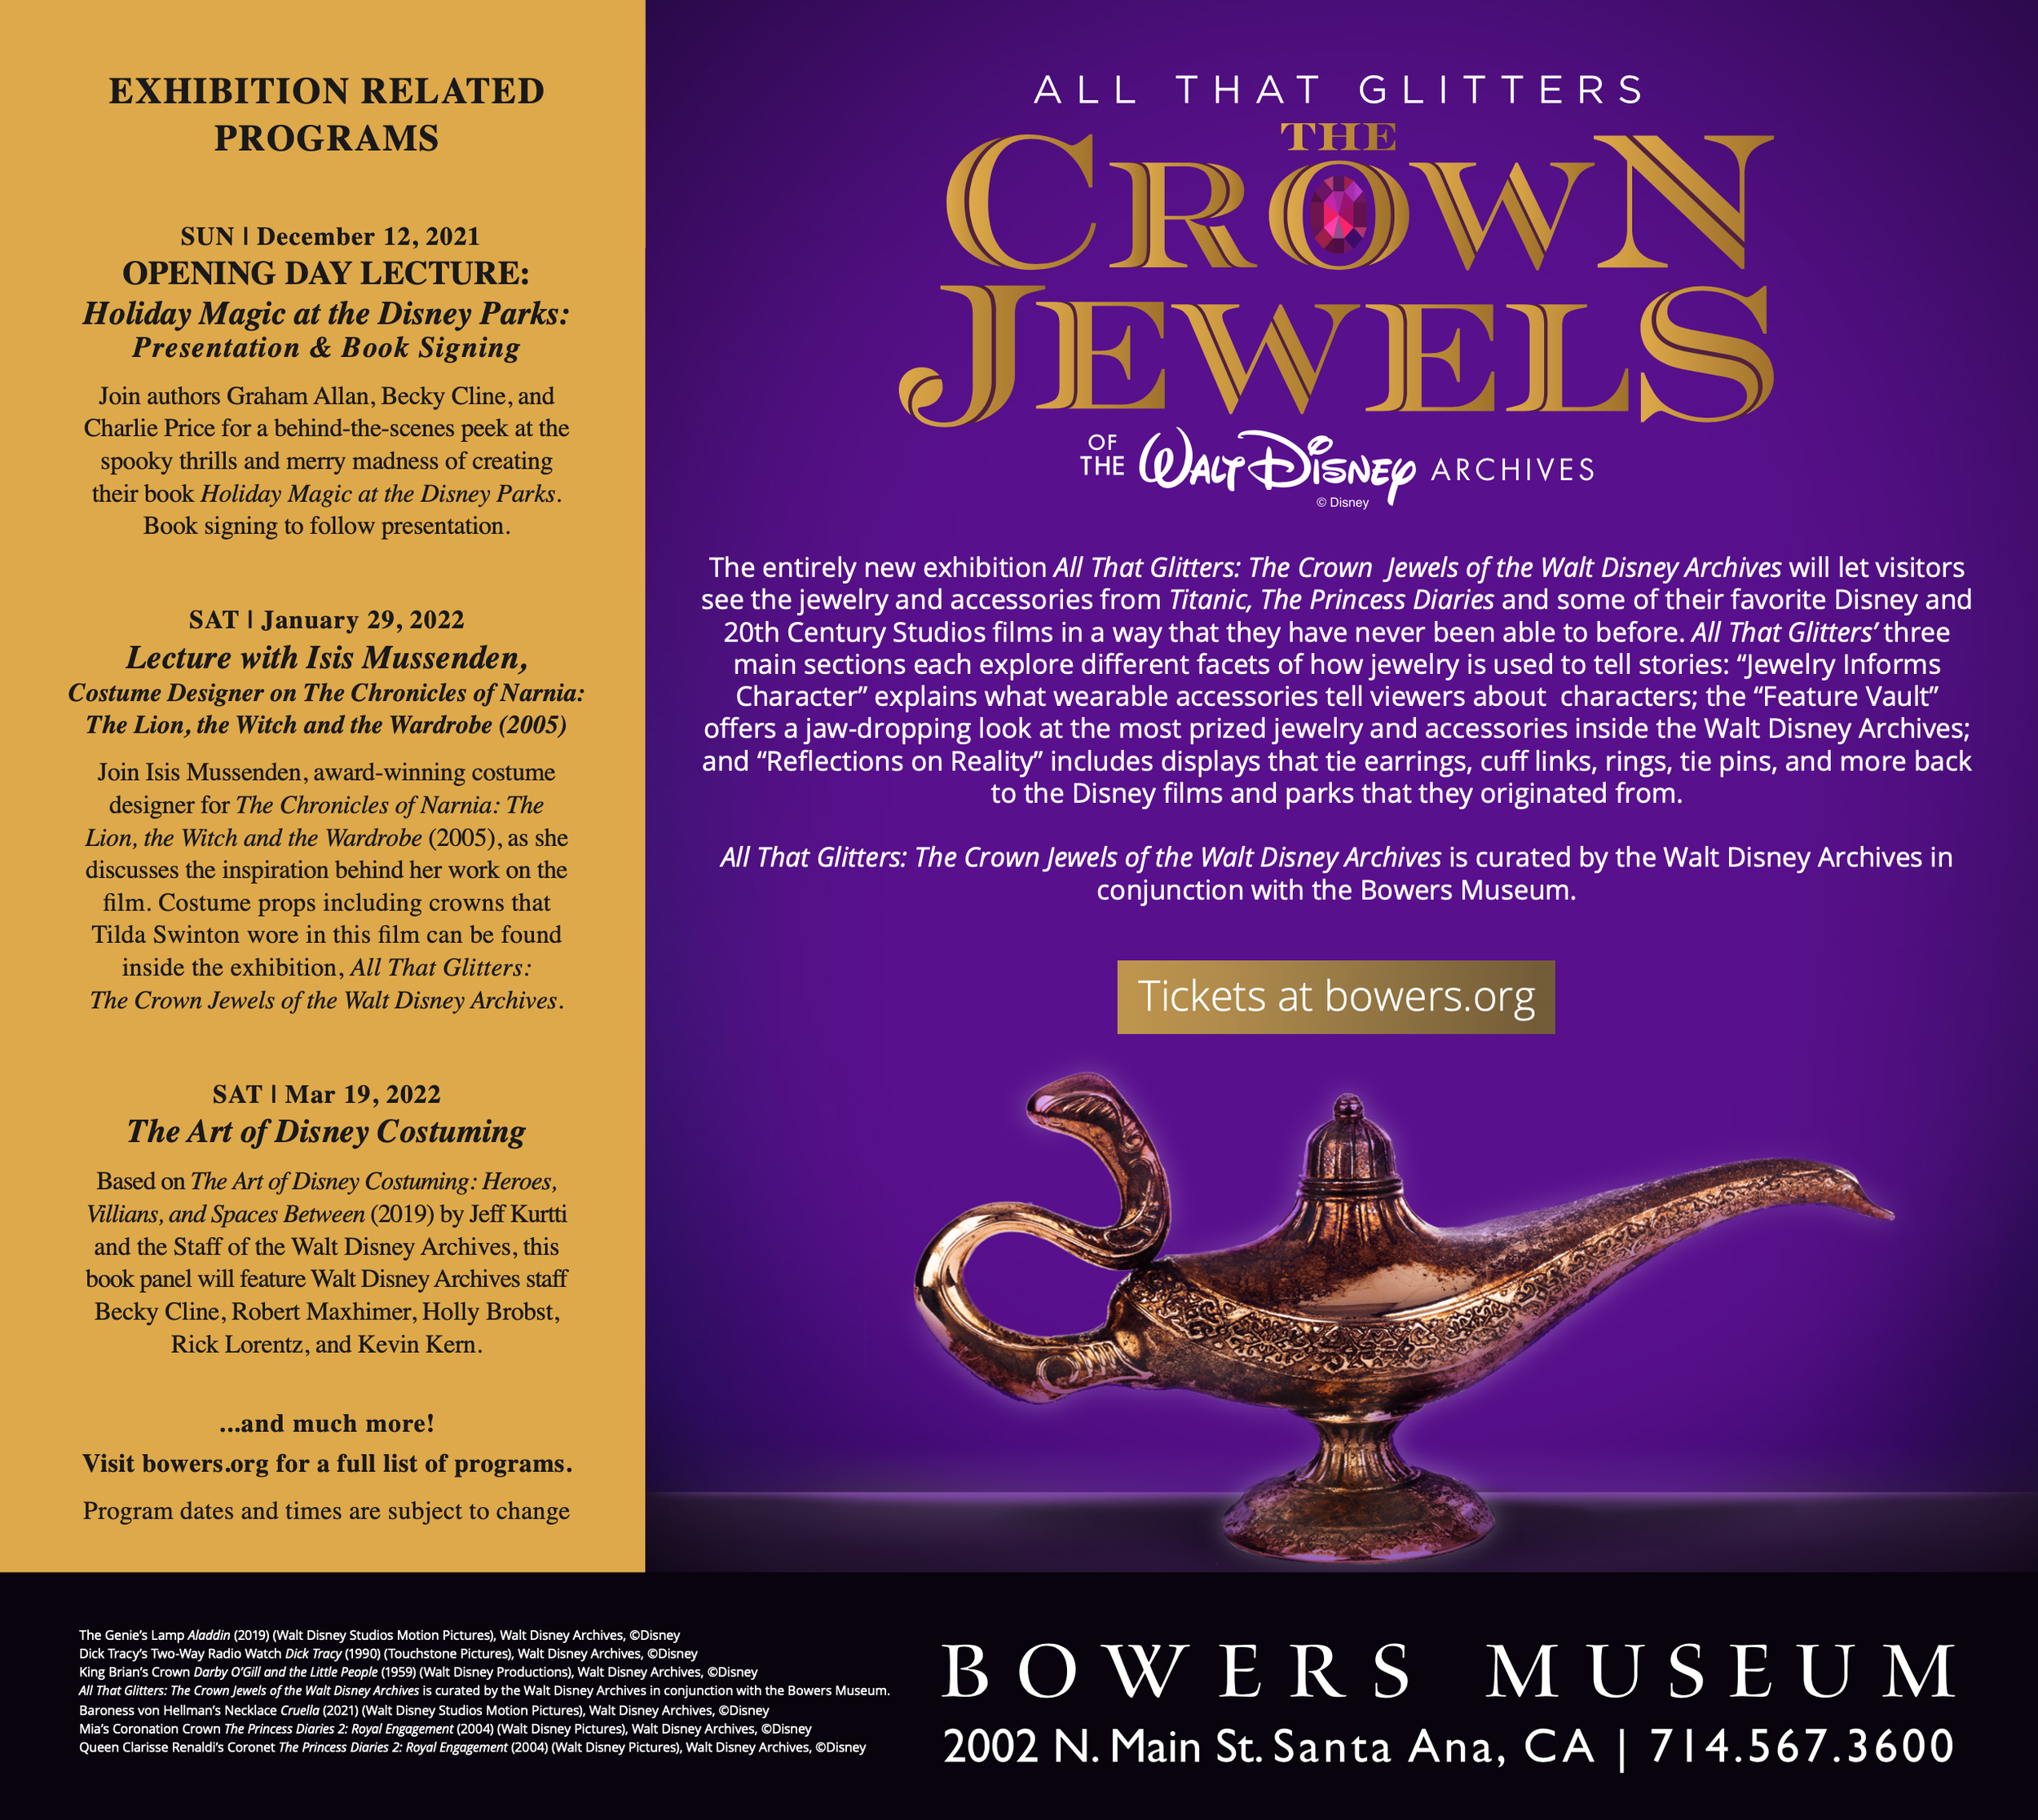 EXHIBITION RELATED
PROGRAMS
SUN | December 12, 2021
OPENING DAY LECTURE:
Holiday Magic at the Disney Parks:
Presentation & Book Signing
Join authors Graham Allan, Becky Cline, and
Charlie Price for a behind-the-scenes peek at the
spooky thrills and merry madness of creating
their book Holiday Magic at the Disney Parks.
Book signing to follow presentation.
SAT | January 29, 2022
Lecture with Isis Mussenden,
Costume Designer on The Chronicles of Narnia:
The Lion, the Witch and the Wardrobe (2005)
Join Isis Mussenden, award-winning costume
designer for The Chronicles of Narnia: The
Lion, the Witch and the Wardrobe (2005), as she
discusses the inspiration behind her work on the
film. Costume props including crowns that
Tilda Swinton wore in this film can be found
inside the exhibition, All That Glitters:
The Crown Jewels of the Walt Disney Archives.
SAT | Mar 19, 2022
The Art of Disney Costuming
Based on The Art of Disney Costuming: Heroes,
Villians, and Spaces Between (2019) by Jeff Kurtti
and the Staff of the Walt Disney Archives, this
book panel will feature Walt Disney Archives staff
Becky Cline, Robert Maxhimer, Holly Brobst,
Rick Lorentz, and Kevin Kern.
...and much more!
Visit bowers.org for a full list of programs.
Program dates and times are subject to change
ALL THAT GLITTERS
THE
CROWN
JEWELS
OF THE WALT DISNEY ARCHIVES
© Disney
The entirely new exhibition All That Glitters: The Crown Jewels of the Walt Disney Archives will let visitors
see the jewelry and accessories from Titanic, The Princess Diaries and some of their favorite Disney and
20th Century Studios films in a way that they have never been able to before. All That Glitters’ three
main sections each explore different facets of how jewelry is used to tell stories: “Jewelry Informs
Character” explains what wearable accessories tell viewers about characters; the “Feature Vault”
offers a jaw-dropping look at the most prized jewelry and accessories inside the Walt Disney Archives;
and “Reflections on Reality” includes displays that tie earrings, cuff links, rings, tie pins, and more back
to the Disney films and parks that they originated from.
All That Glitters: The Crown Jewels of the Walt Disney Archives is curated by the Walt Disney Archives in
conjunction with the Bowers Museum.
Tickets at bowers.org
The Genie’s Lamp Aladdin (2019) (Walt Disney Studios Motion Pictures), Walt Disney Archives, ©Disney
Dick Tracy’s Two-Way Radio Watch Dick Tracy (1990) (Touchstone Pictures), Walt Disney Archives, ©Disney
King Brian’s Crown Darby O’Gill and the Little People (1959) (Walt Disney Productions), Walt Disney Archives, ©Disney
All That Glitters: The Crown Jewels of the Walt Disney Archives is curated by the Walt Disney Archives in conjunction with the Bowers Museum.
Baroness von Hellman’s Necklace Cruella (2021) (Walt Disney Studios Motion Pictures), Walt Disney Archives, ©Disney
Mia’s Coronation Crown The Princess Diaries 2: Royal Engagement (2004) (Walt Disney Pictures), Walt Disney Archives, ©Disney
Queen Clarisse Renaldi’s Coronet The Princess Diaries 2: Royal Engagement (2004) (Walt Disney Pictures), Walt Disney Archives, ©Disney
BOWERS MUSEUM
2002 N. Main St. Santa Ana, CA | 714.567.3600